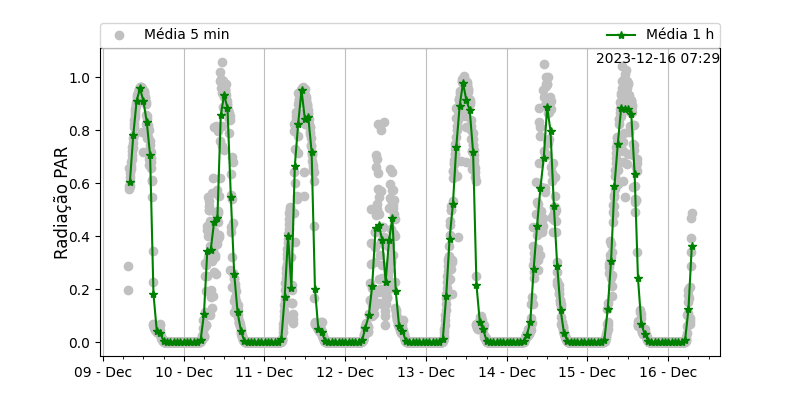 Média 5 min
Média 1 h
2023-12-16 07:29
Radiação PAR
1.0
0.8
0.6
0.4
0.2
0.0
09 - Dec
10 - Dec
11 - Dec
12 - Dec
13 - Dec
14 - Dec
15 - Dec
16 - Dec